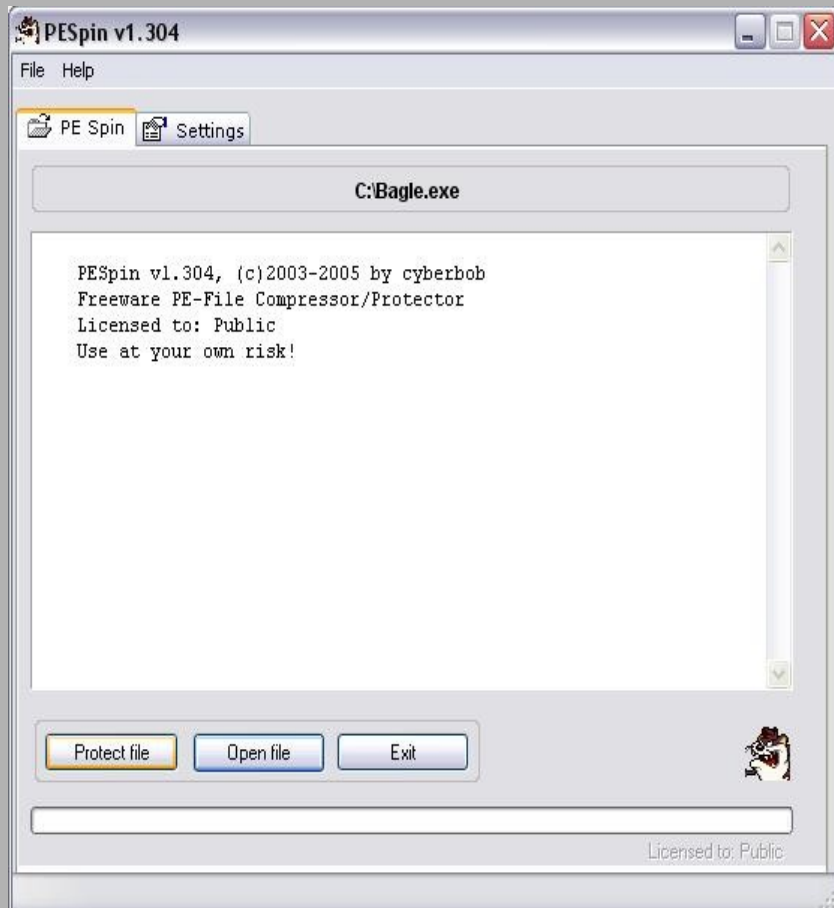 PESpin v1.304
File Help
PE Spin Settings
C:\Bagle.exe
PESpin v1.304, (c)2003-2005 by cyberbob
Freeware PE-File Compressor/Protector
Licensed to: Public
Use at your own risk!
Protect file Open file Exit
Licensed to: Public